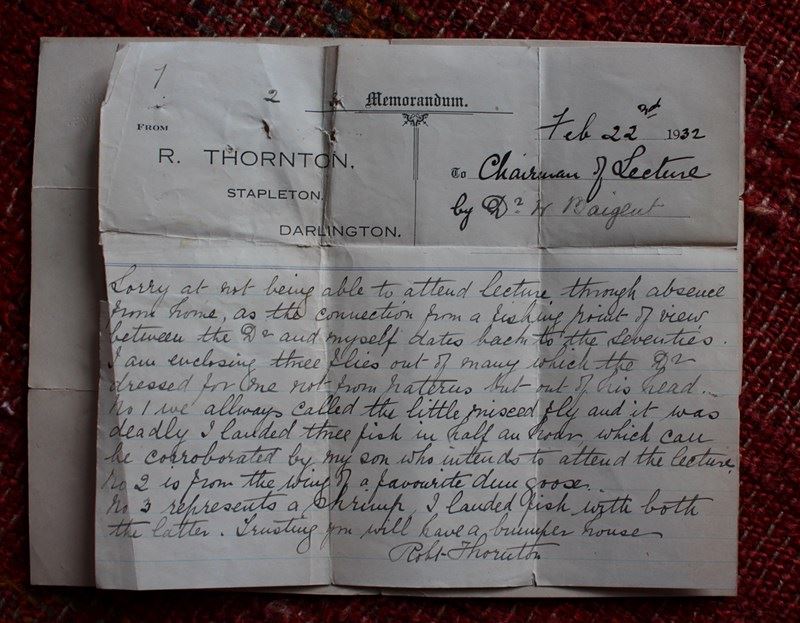 1
2
Memorandum.
Feb 22nd 1932
FROM
R. THORNTON,
STAPLETON,
DARLINGTON.
To Chairman of Lecture
by Dr W Baigent
Sorry at not being able to attend lecture through absence
from home, as the connection from a fishing point of view
between the Dr and myself dates back to the seventies.
I am enclosing three flies out of many which the Dr
dressed for me not from naterus but out of his head.
No 1 we allways called the little mixed fly and it was
deadly I landed three fish in half an hour, which can
be corroborated by my son who intends to attend the lecture
No 2 is from the wing of a favourite dun goose.
No 3 represents a shrimp, I landed fish with both
the latter. Trusting you will have a bumper house
Robt Thornton